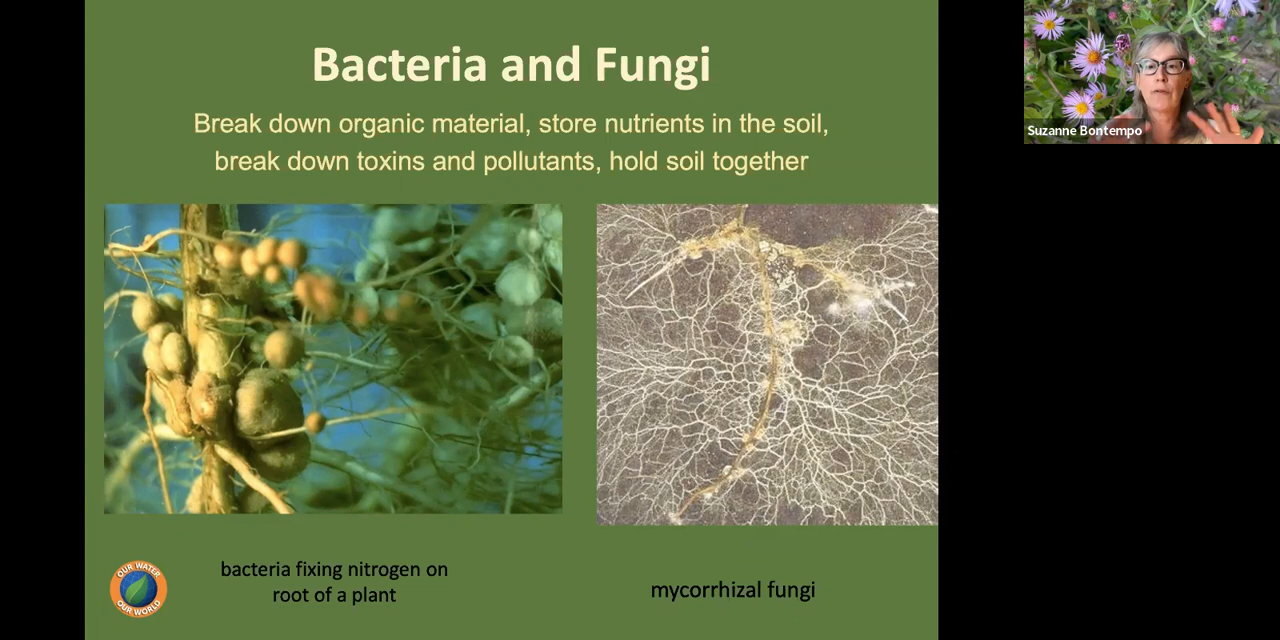 Bacteria and Fungi
Break down organic material, store nutrients in the soil,
break down toxins and pollutants, hold soil together
Suzanne Bontempo
bacteria fixing nitrogen on
root of a plant
mycorrhizal fungi
OUR WATER
OUR WORLD